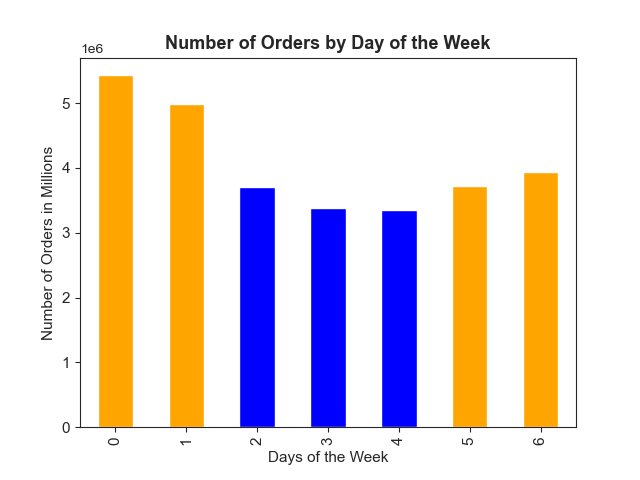 Number of Orders by Day of the Week
1e6
Number of Orders in Millions
5
4
3
2
1
0
0 1 2 3 4 5 6
Days of the Week